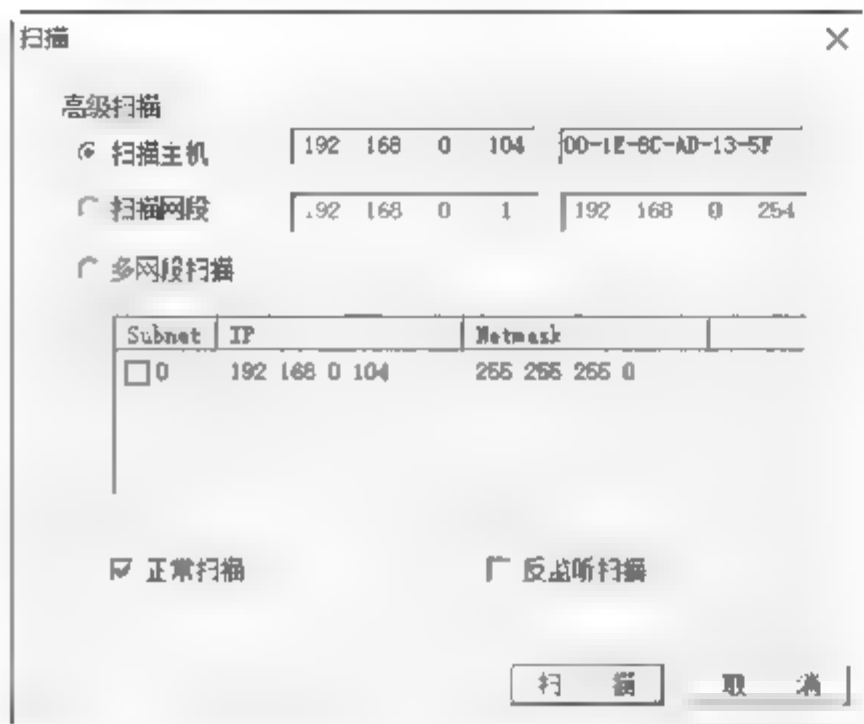 扫描
高级扫描
扫描主机 192 168 0 104 00-1E-8C-AD-13-5F
扫描网段 192 168 0 1 192 168 0 254
多网段扫描
Subnet IP Netmask
0 192 168 0 104 255 255 255 0
正常扫描 反监听扫描
扫 描 取 消